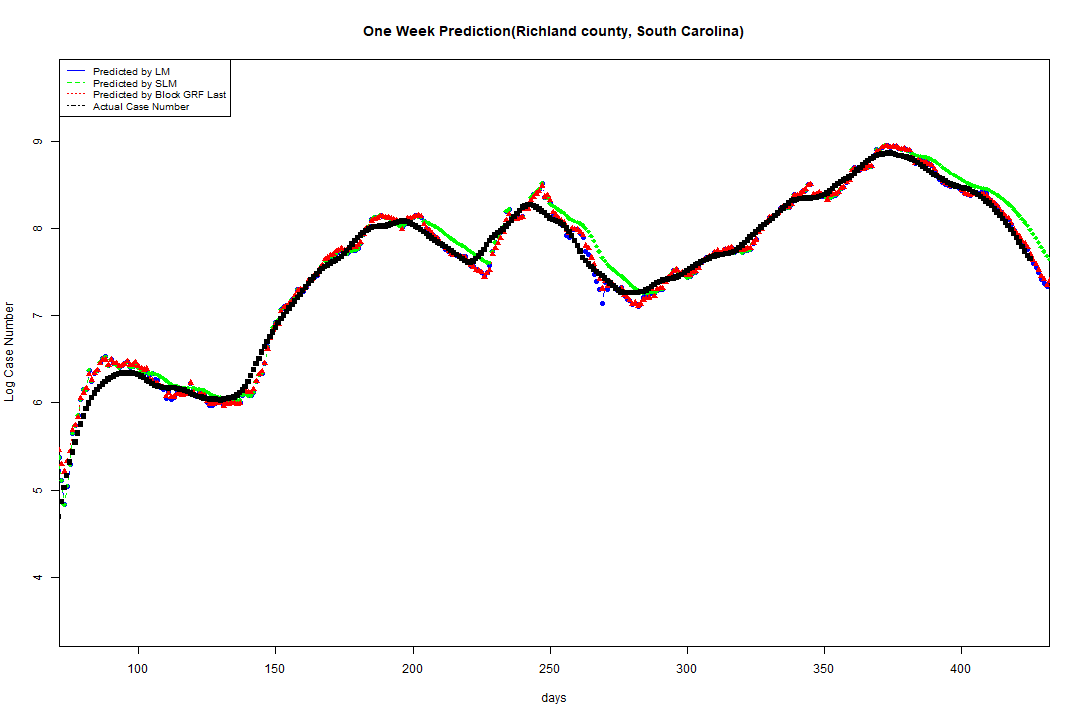 One Week Prediction(Richland county, South Carolina)
Predicted by LM
Predicted by SLM
Predicted by Block GRF Last
Actual Case Number
9
8
7
6
5
4
Log Case Number
100 150 200 250 300 350 400
days